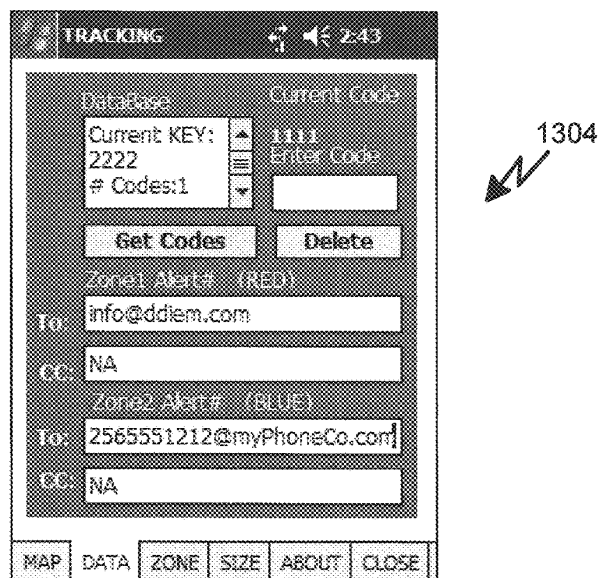 TRACKING 2:43
DataBase Current Code
Current KEY:
2222
# Codes:1
1111
Enter Code
Get Codes Delete
Zone1 Alert# (RED)
To: info@ddiem.com
CC: NA
Zone2 Alert# (BLUE)
To: 2565551212@myPhoneCo.com
CC: NA
MAP DATA ZONE SIZE ABOUT CLOSE
1304